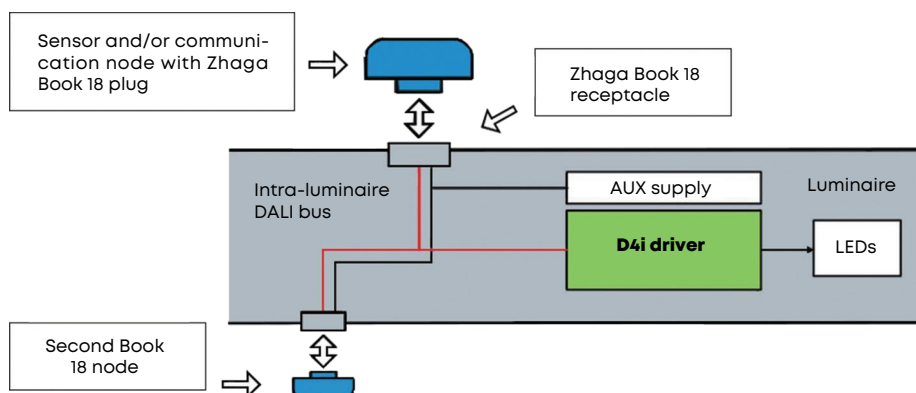 Sensor and/or communi-
cation node with Zhaga
Book 18 plug
Zhaga Book 18
receptacle
Intra-luminaire
DALI bus
AUX supply
Luminaire
D4i driver
LEDs
Second Book
18 node